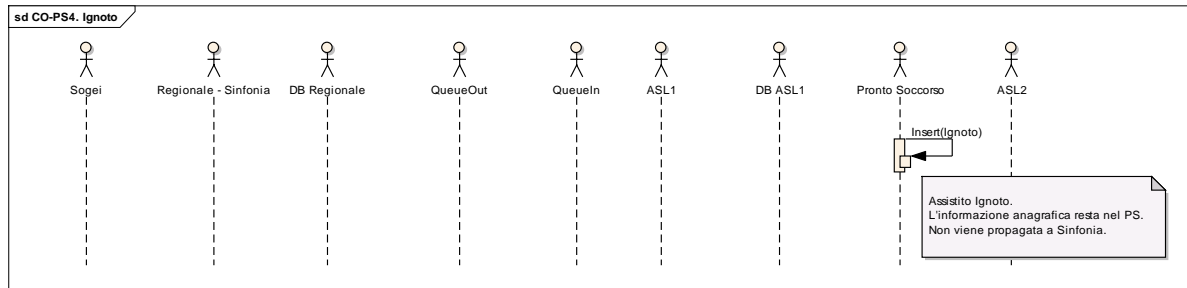 sd CO-PS4. Ignoto
Sogei
Regionale - Sinfonia
DB Regionale
QueueOut
QueueIn
ASL1
DB ASL1
Pronto Soccorso
ASL2
Insert(Ignoto)
Assistito Ignoto.
L'informazione anagrafica resta nel PS.
Non viene propagata a Sinfonia.